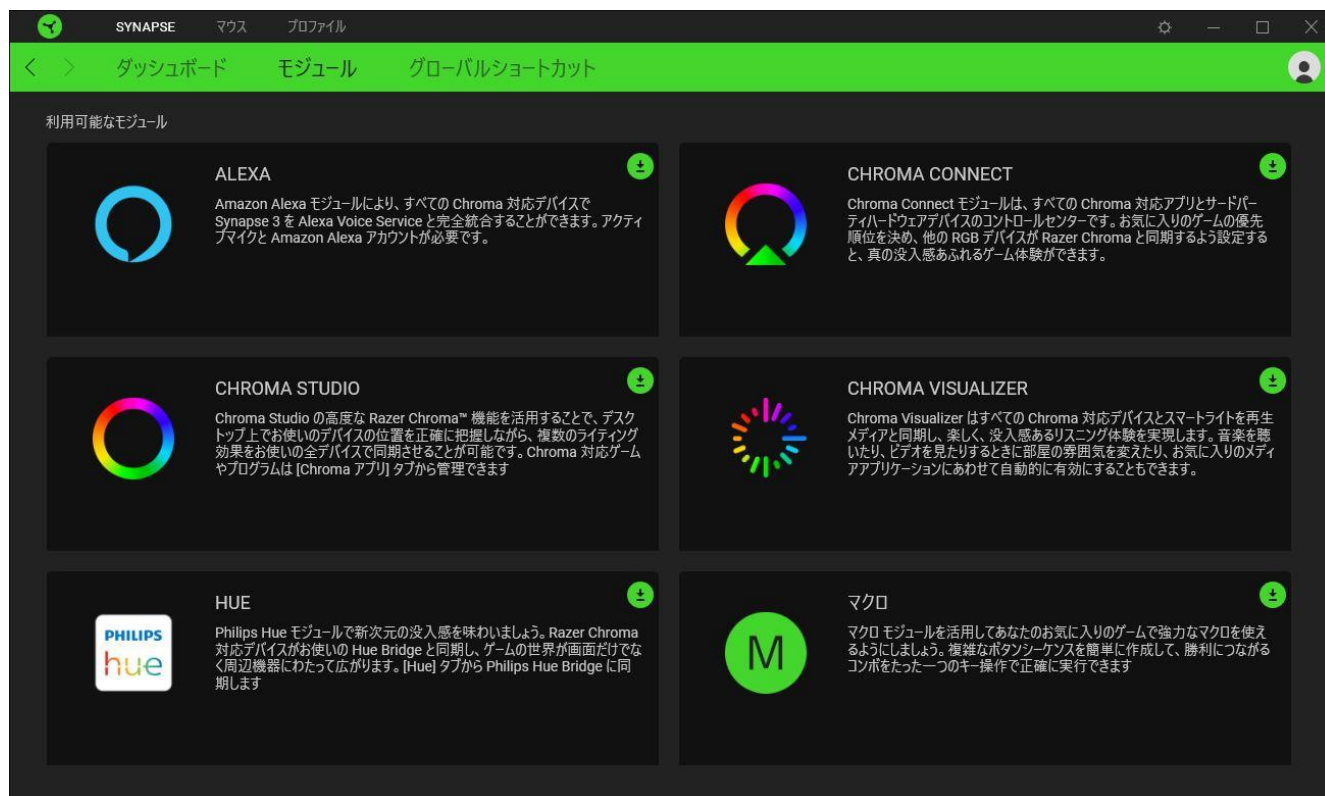 SYNAPSE マウス プロファイル
ダッシュボード モジュール グローバルショートカット
利用可能なモジュール
ALEXA
Amazon Alexa モジュールにより、すべての Chroma 対応デバイスで
Synapse 3 を Alexa Voice Service と完全統合することができます。アクティ
ブマイクと Amazon Alexa アカウントが必要です。
CHROMA CONNECT
Chroma Connect モジュールは、すべての Chroma 対応アプリとサードパー
ティハードウェアデバイスのコントロールセンターです。お気に入りのゲームの優先
順位を決め、他の RGB デバイスが Razer Chroma と同期するよう設定する
と、真の没入感あふれるゲーム体験ができます。
CHROMA STUDIO
Chroma Studio の高度な Razer Chroma™ 機能を活用することで、デスク
トップ上でお使いのデバイスの位置を正確に把握しながら、複数のライティング
効果をお使いの全デバイスで同期させることが可能です。Chroma 対応ゲーム
やプログラムは [Chroma アプリ] タブから管理できます
CHROMA VISUALIZER
Chroma Visualizer はすべての Chroma 対応デバイスとスマートライトを再生
メディアと同期し、楽しく、没入感あるリスニング体験を実現します。音楽を聴
いたり、ビデオを見たりするときに部屋の雰囲気を変えたり、お気に入りのメディ
アアプリケーションにあわせて自動的に有効にすることもできます。
PHILIPS
hue
HUE
Philips Hue モジュールで新次元の没入感を味わいましょう。Razer Chroma
対応デバイスがお使いの Hue Bridge と同期し、ゲームの世界が画面だけでな
く周辺機器にわたって広がります。[Hue] タブから Philips Hue Bridge に同
期します
M
マクロ
マクロ モジュールを活用してあなたのお気に入りのゲームで強力なマクロを使え
るようにしましょう。複雑なボタンシーケンスを簡単に作成して、勝利につながる
コンボをたった一つのキー操作で正確に実行できます